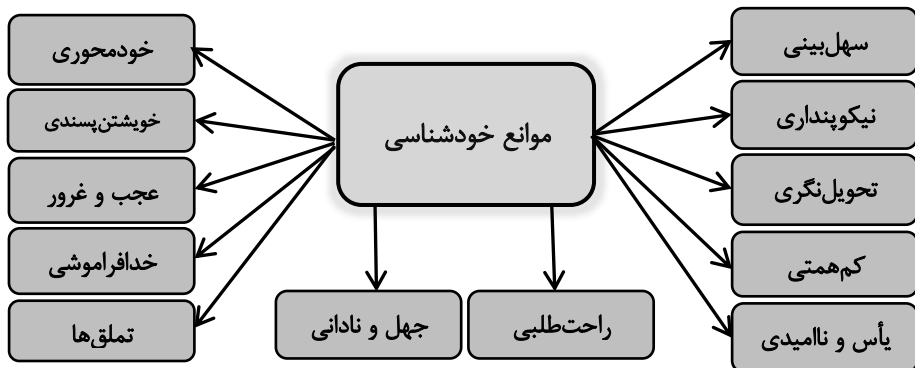 موانع خودشناسی
سهل‌بینی
نیکوپنداری
تحویل‌نگری
کم‌همتی
یأس و ناامیدی
راحت‌طلبی
جهل و نادانی
خودمحوری
خویشتن‌پسندی
عجب و غرور
خدافراموشی
تملق‌ها